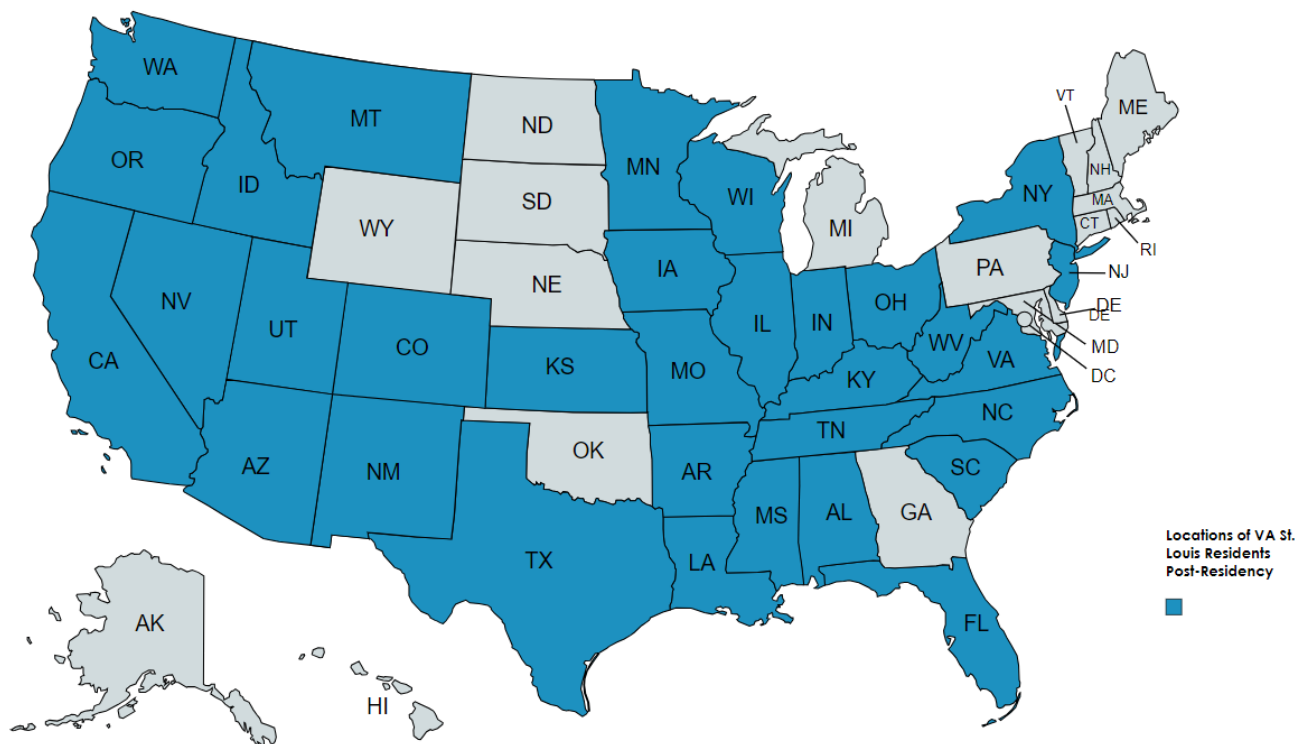 WA
MT
ND
MN
OR
ID
SD
WI
WY
MI
NY
VT
NH
ME
MA
CT
RI
IA
NE
PA
NJ
NV
UT
CO
IL
IN
OH
DE
DE
MD
DC
CA
KS
MO
WV
VA
KY
NC
TN
AZ
NM
OK
AR
SC
MS
AL
GA
TX
LA
FL
AK
HI
Locations of VA St.
Louis Residents
Post-Residency